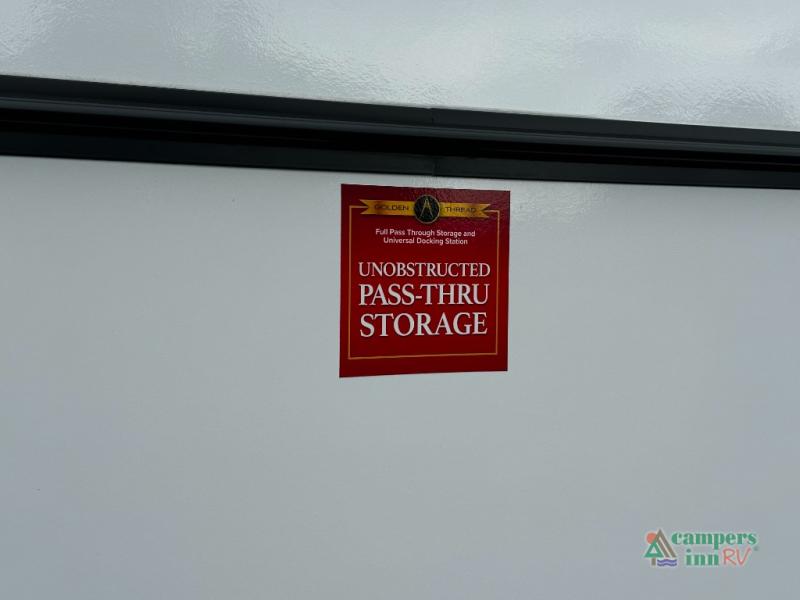 GOLDEN THREAD
Full Pass Through Storage and
Universal Docking Station
UNOBSTRUCTED
PASS-THRU
STORAGE
campers
inn RV®